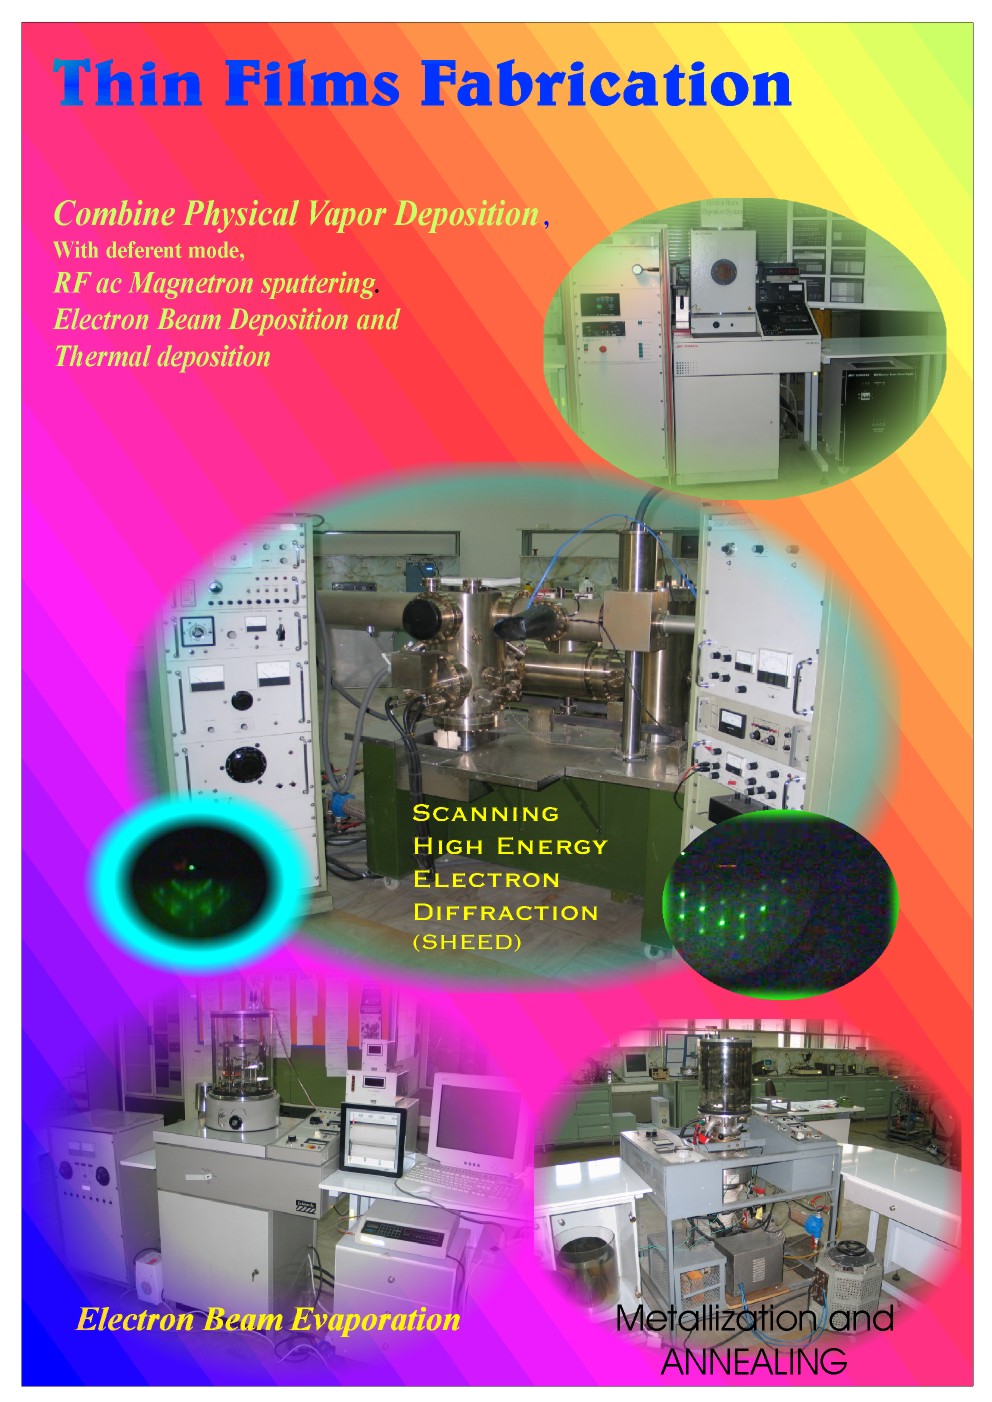 Thin Films Fabrication
Combine Physical Vapor Deposition,
With deferent mode,
RF ac Magnetron sputtering.
Electron Beam Deposition and
Thermal deposition
SCANNING
HIGH ENERGY
ELECTRON
DIFFRACTION
(SHEED)
Electron Beam Evaporation
Metallization and
ANNEALING